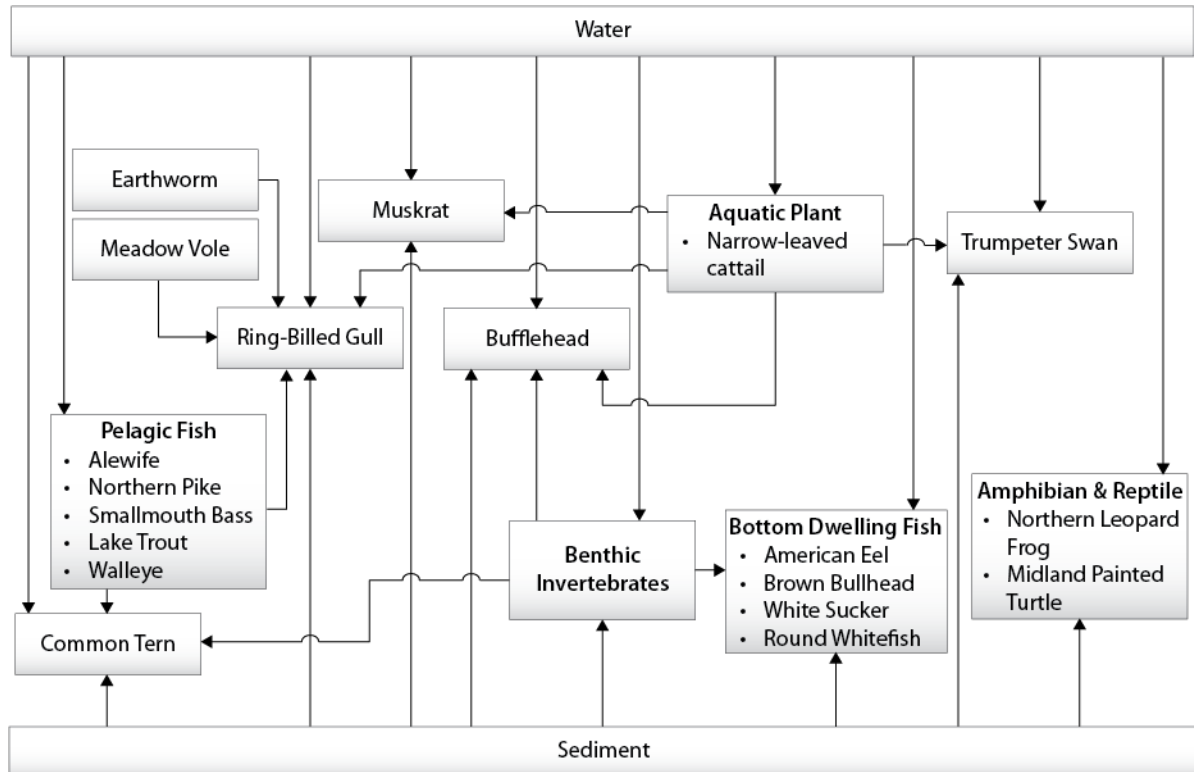 Water
Earthworm
Meadow Vole
Muskrat
Aquatic Plant
• Narrow-leaved
cattail
Trumpeter Swan
Ring-Billed Gull
Bufflehead
Pelagic Fish
• Alewife
• Northern Pike
• Smallmouth Bass
• Lake Trout
• Walleye
Common Tern
Benthic
Invertebrates
Bottom Dwelling Fish
• American Eel
• Brown Bullhead
• White Sucker
• Round Whitefish
Amphibian & Reptile
• Northern Leopard
Frog
• Midland Painted
Turtle
Sediment